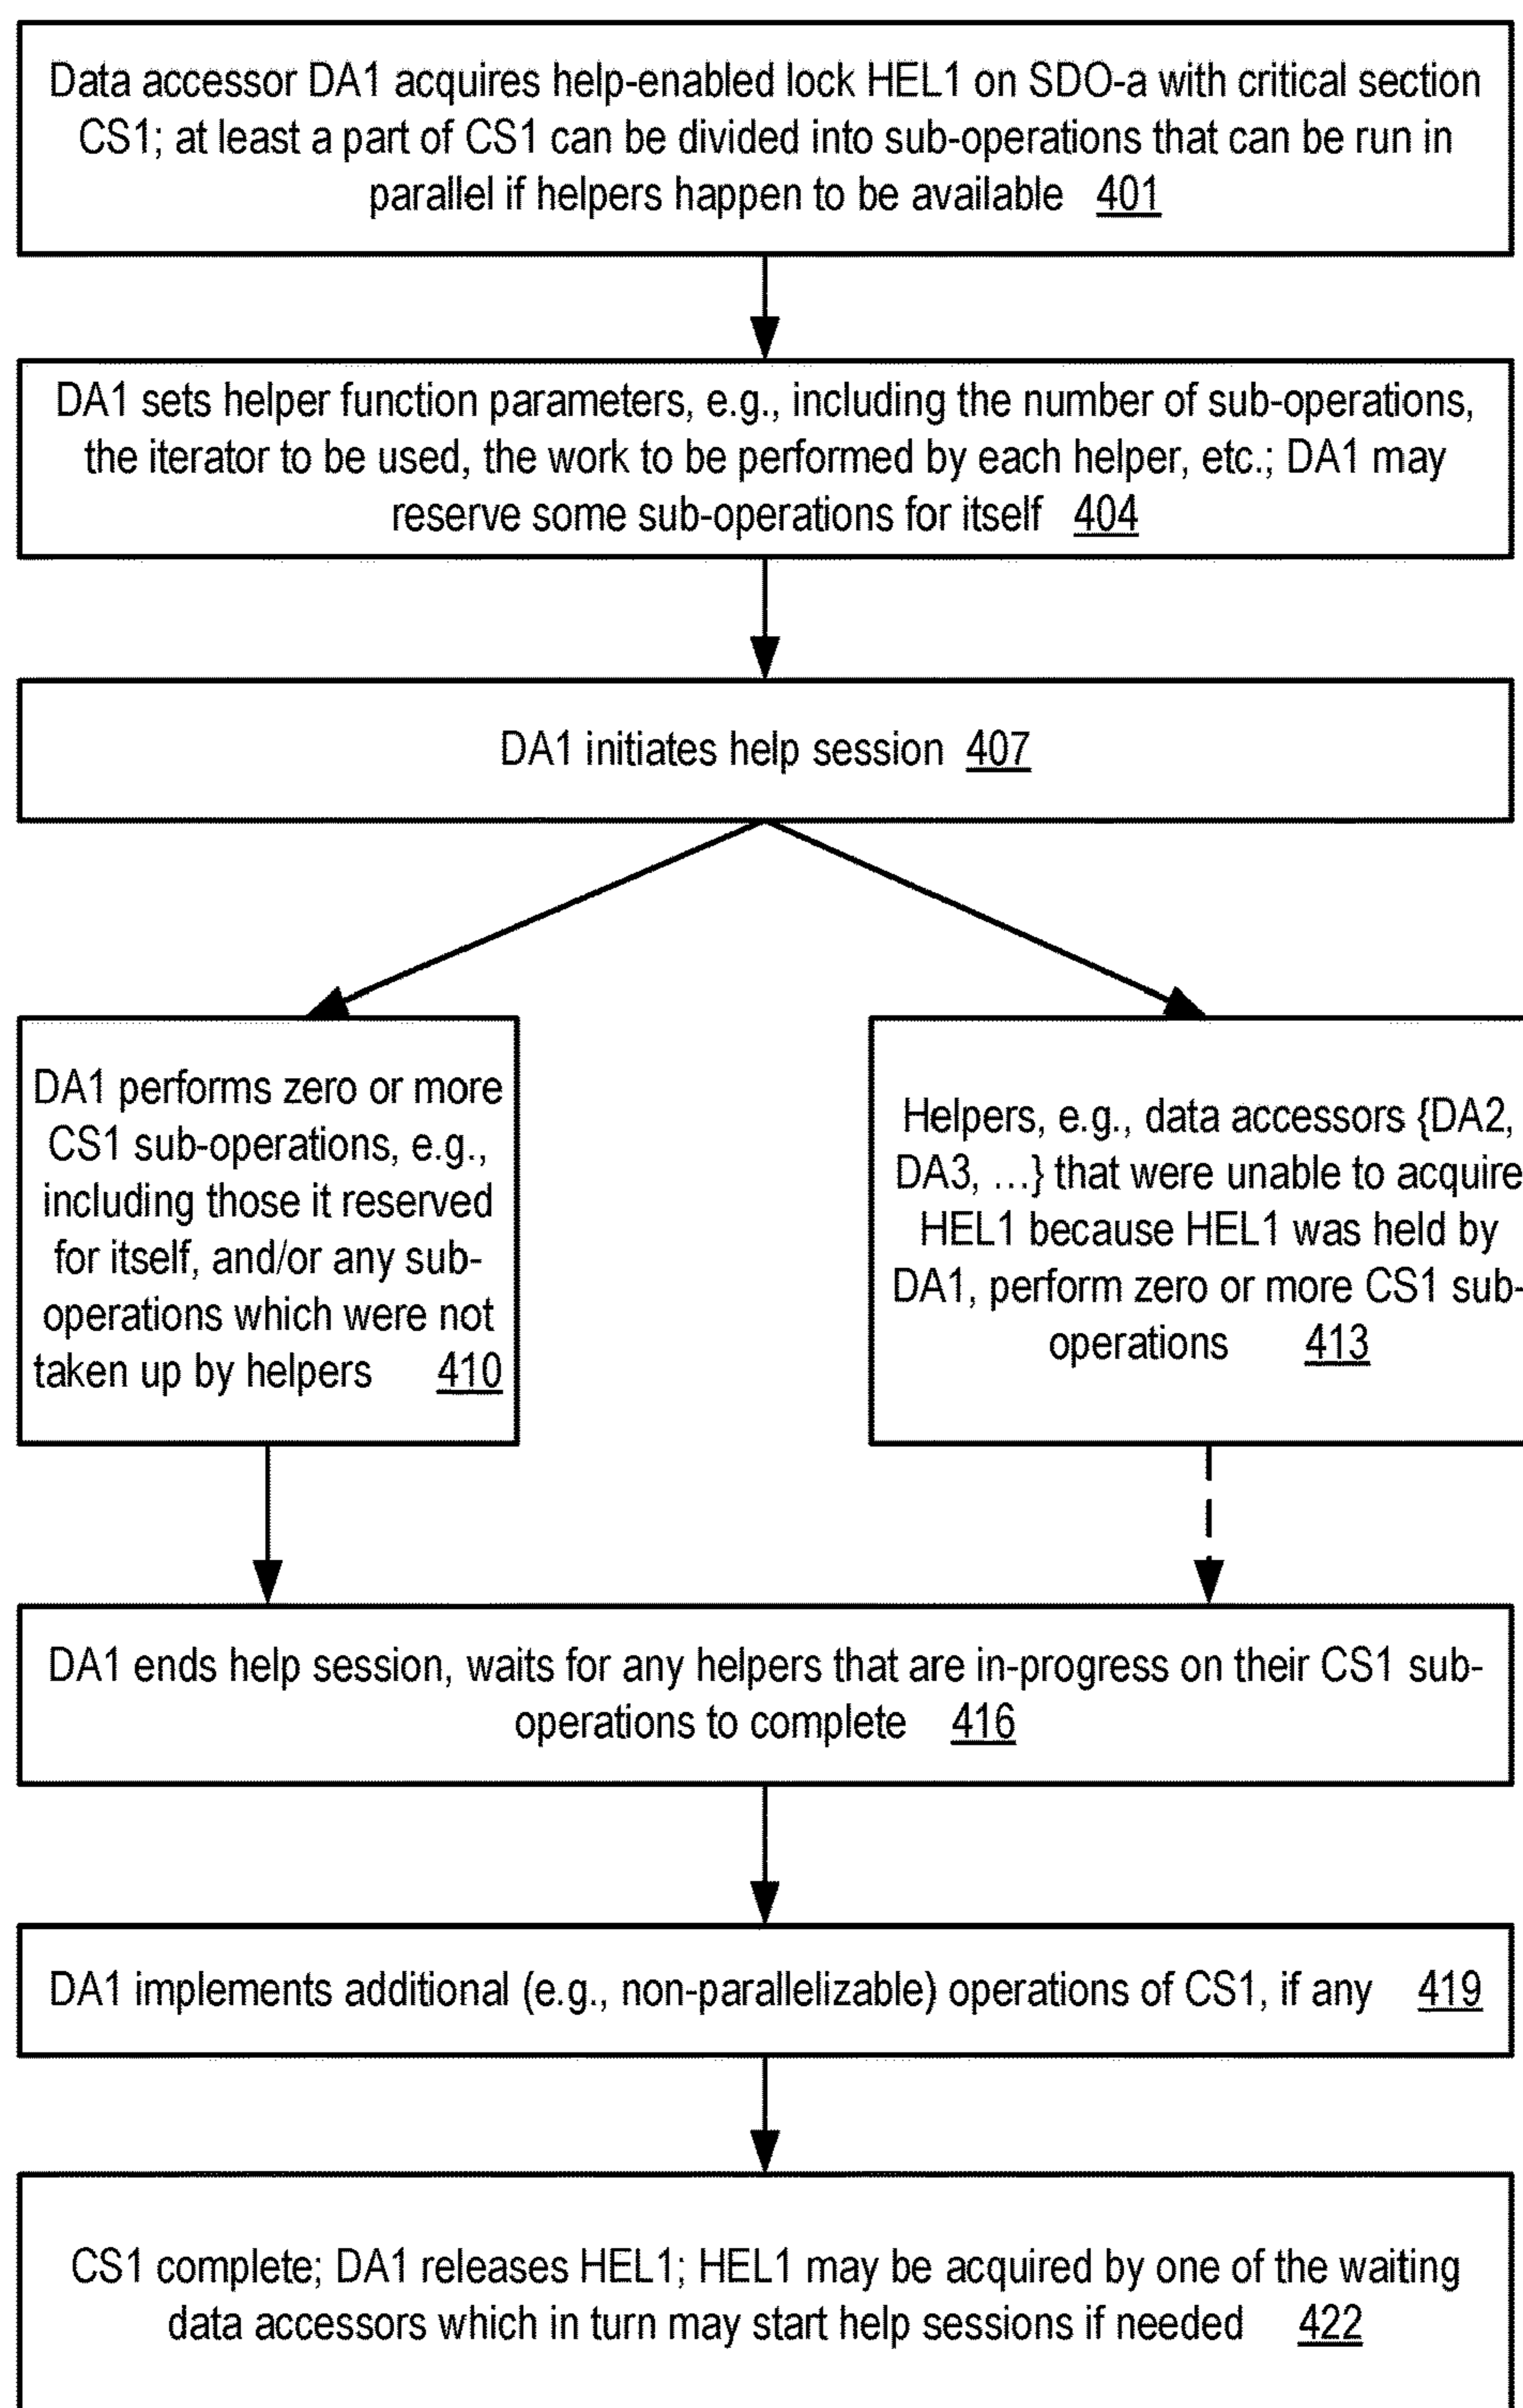 Data accessor DA1 acquires help-enabled lock HEL1 on SDO-a with critical section
CS1; at least a part of CS1 can be divided into sub-operations that can be run in
parallel if helpers happen to be available 401
DA1 sets helper function parameters, e.g., including the number of sub-operations,
the iterator to be used, the work to be performed by each helper, etc.; DA1 may
reserve some sub-operations for itself 404
DA1 initiates help session 407
DA1 performs zero or more
CS1 sub-operations, e.g.,
including those it reserved
for itself, and/or any sub-
operations which were not
taken up by helpers 410
Helpers, e.g., data accessors {DA2,
DA3, …} that were unable to acquire
HEL1 because HEL1 was held by
DA1, perform zero or more CS1 sub-
operations 413
DA1 ends help session, waits for any helpers that are in-progress on their CS1 sub-
operations to complete 416
DA1 implements additional (e.g., non-parallelizable) operations of CS1, if any 419
CS1 complete; DA1 releases HEL1; HEL1 may be acquired by one of the waiting
data accessors which in turn may start help sessions if needed 422